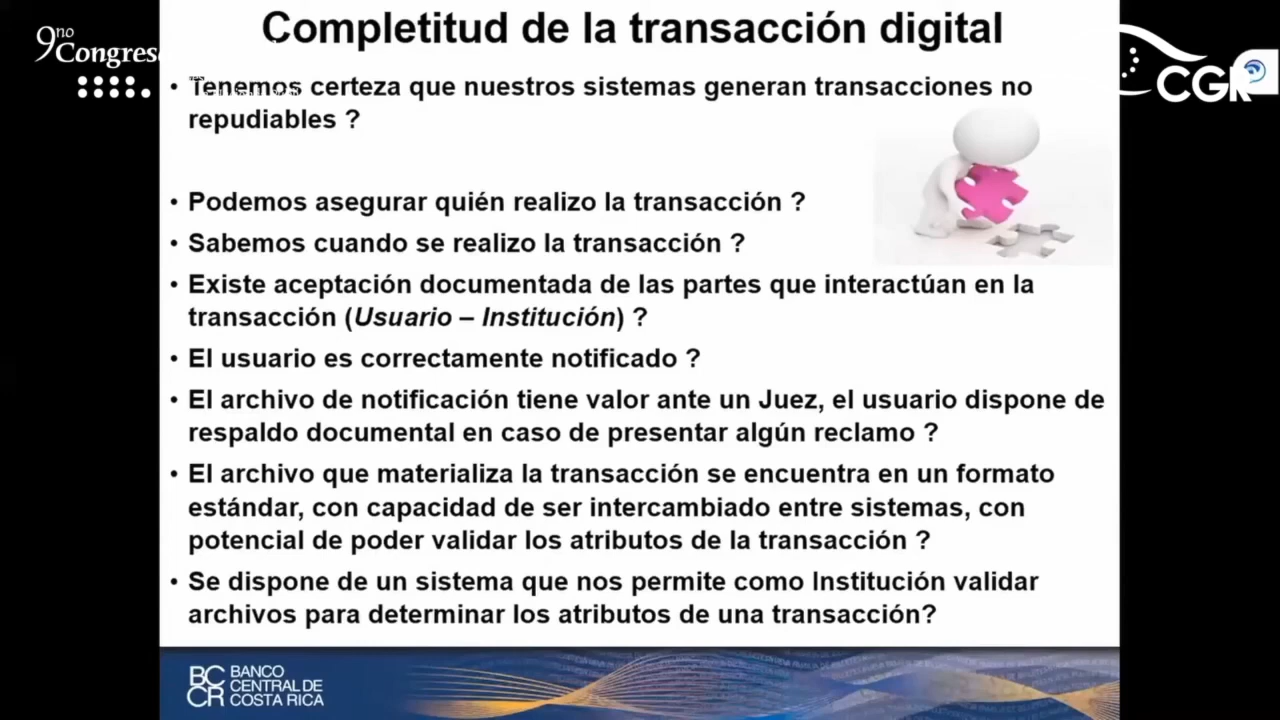 Completitud de la transacción digital
9no
Congreso
• Tenemos certeza que nuestros sistemas generan transacciones no
repudiables ?
CGR
• Podemos asegurar quién realizo la transacción ?
• Sabemos cuando se realizo la transacción ?
• Existe aceptación documentada de las partes que interactúan en la
transacción (Usuario – Institución) ?
• El usuario es correctamente notificado ?
• El archivo de notificación tiene valor ante un Juez, el usuario dispone de
respaldo documental en caso de presentar algún reclamo ?
• El archivo que materializa la transacción se encuentra en un formato
estándar, con capacidad de ser intercambiado entre sistemas, con
potencial de poder validar los atributos de la transacción ?
• Se dispone de un sistema que nos permite como Institución validar
archivos para determinar los atributos de una transacción?
BC
CR
BANCO
CENTRAL DE
COSTA RICA